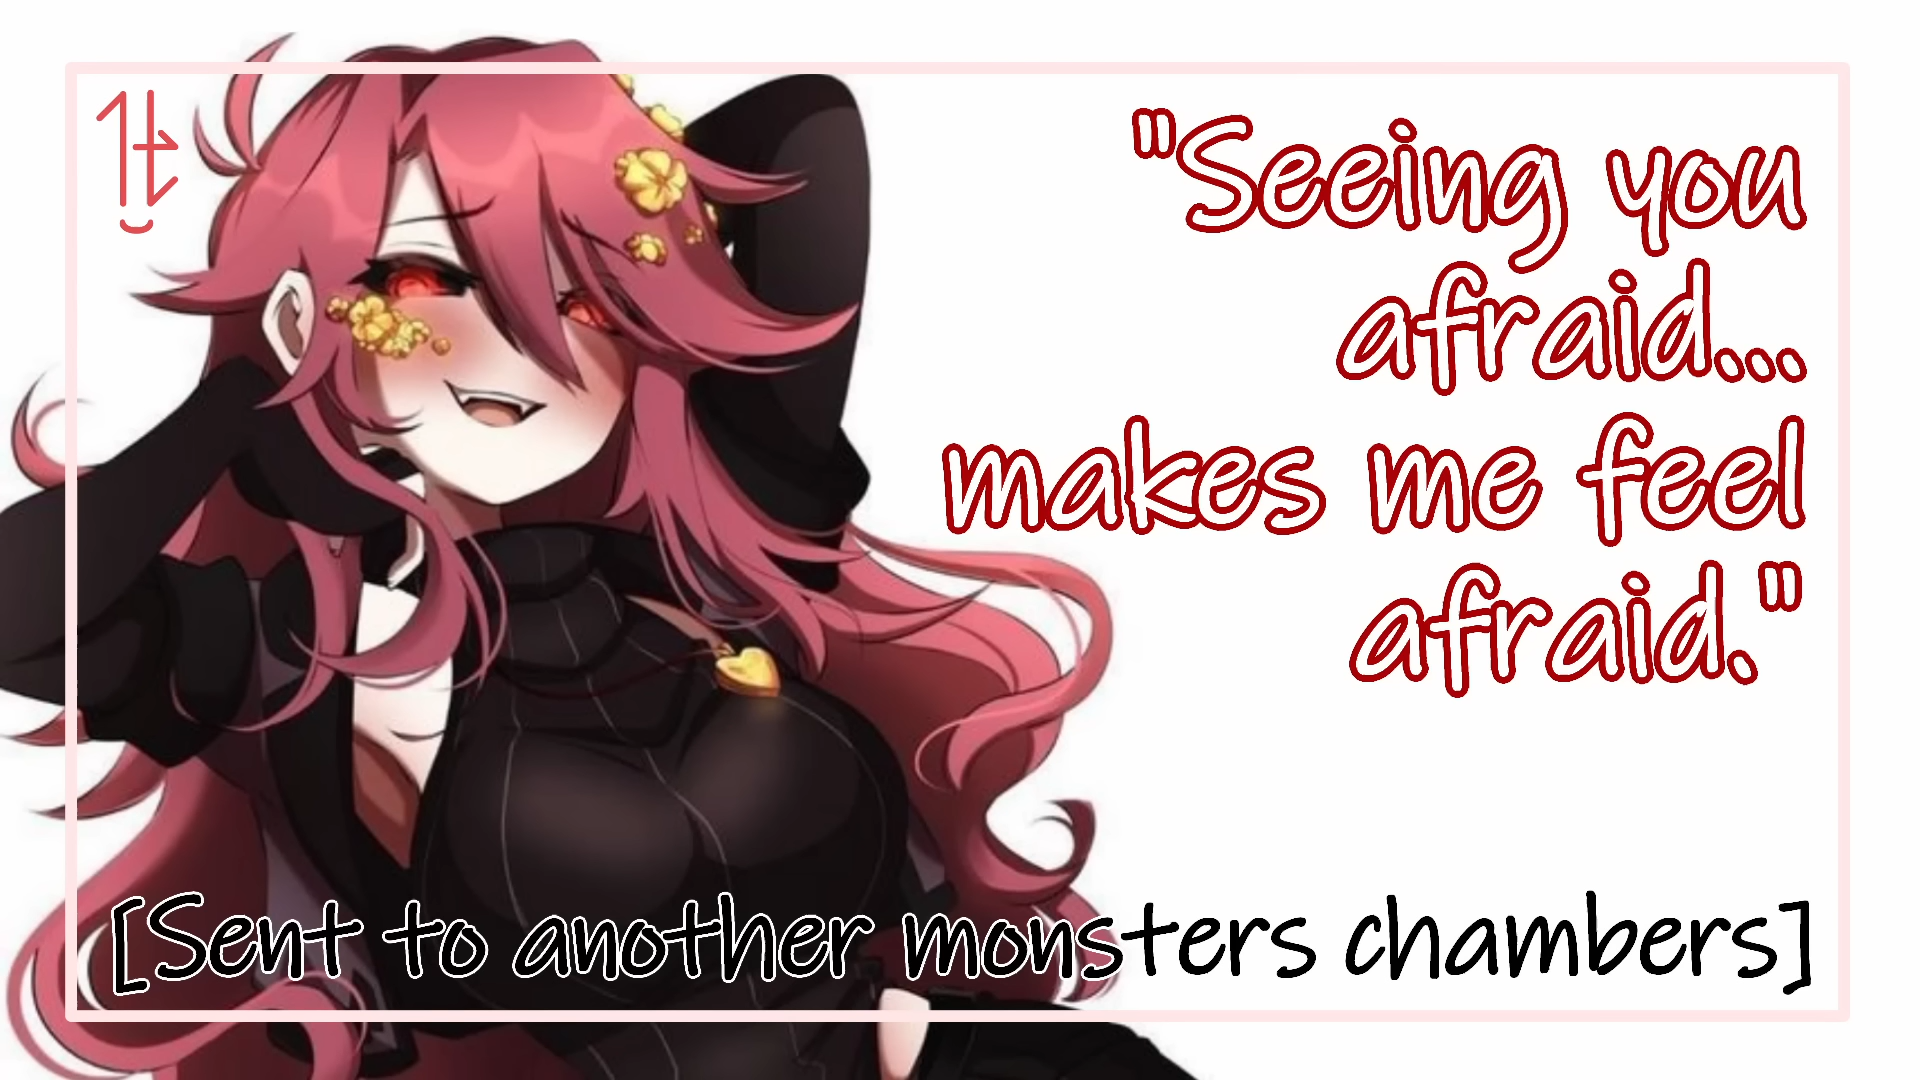 "Seeing you
afraid...
makes me feel
afraid."
[Sent to another monsters chambers]